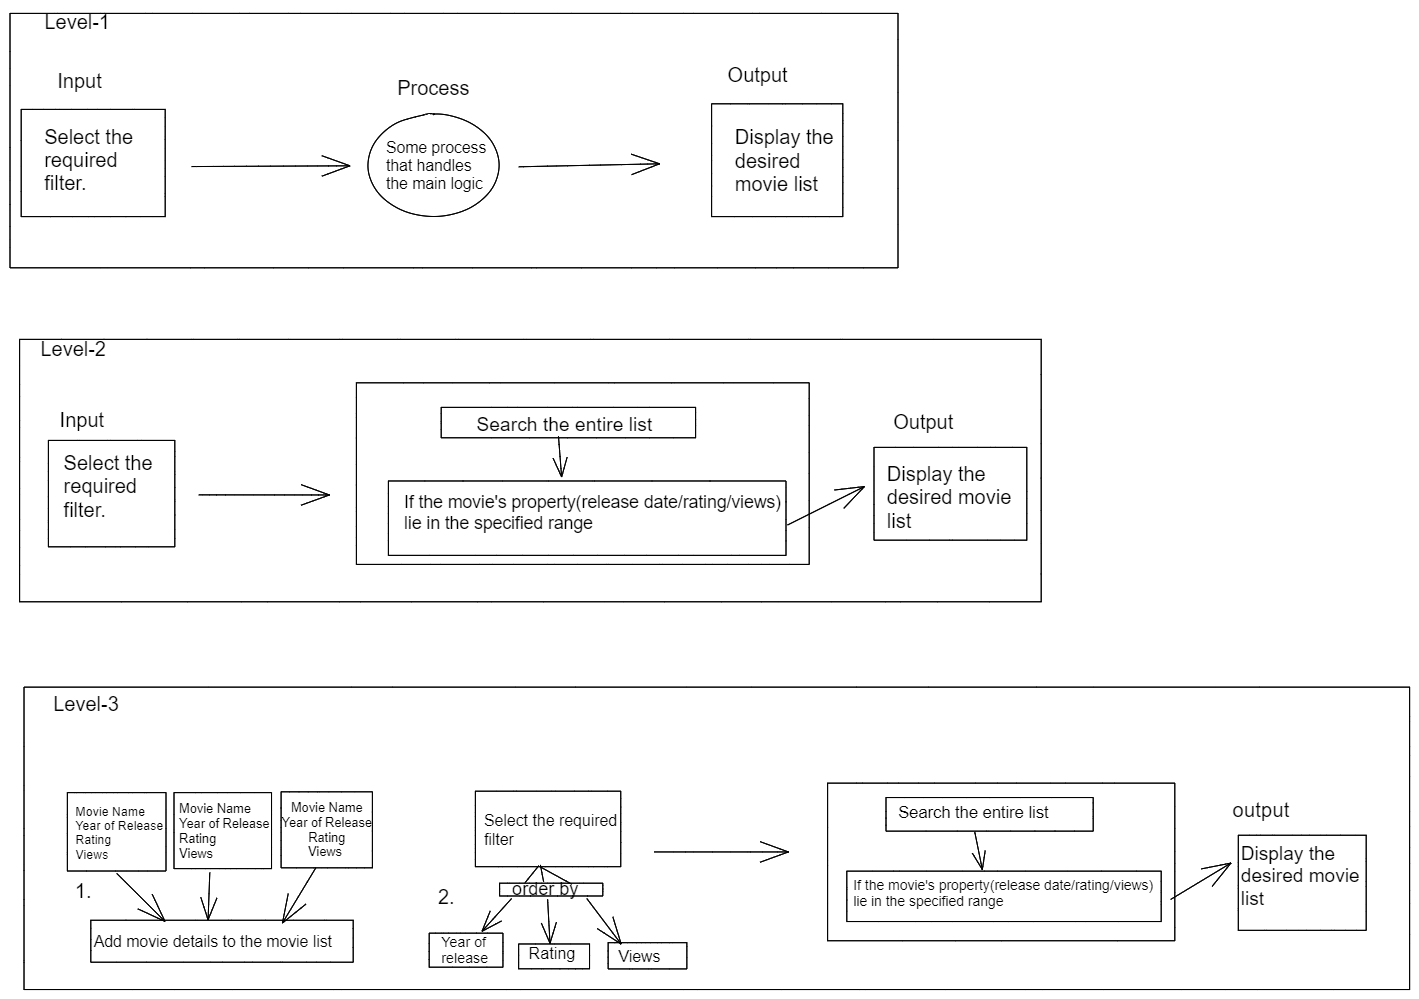 Level-1
Input
Process
Output
Select the
required
filter.
Some process
that handles
the main logic
Display the
desired
movie list
Level-2
Input
Output
Select the
required
filter.
Search the entire list
If the movie's property(release date/rating/views)
lie in the specified range
Display the
desired movie
list
Level-3
Movie Name
Year of Release
Rating
Views
Movie Name
Year of Release
Rating
Views
Movie Name
Year of Release
Rating
Views
1.
Add movie details to the movie list
2.
Select the required
filter
order by
Year of
release
Rating
Views
Search the entire list
If the movie's property(release date/rating/views)
lie in the specified range
output
Display the
desired movie
list